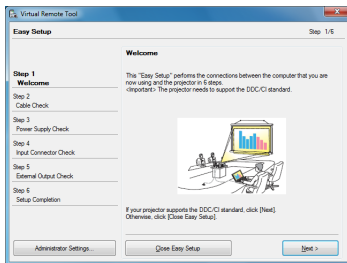 Virtual Remote Tool
Easy Setup
Step 1/6
Step 1
Welcome
Step 2
Cable Check
Step 3
Power Supply Check
Step 4
Input Connector Check
Step 5
External Output Check
Step 6
Setup Completion
Welcome
This "Easy Setup" performs the connections between the computer that you are
now using and the projector in 6 steps.
<Important> The projector needs to support the DDC/CI standard.
If your projector supports the DDC/CI standard, click [Next].
Otherwise, click [Close Easy Setup].
Administrator Settings...
Close Easy Setup
Next >